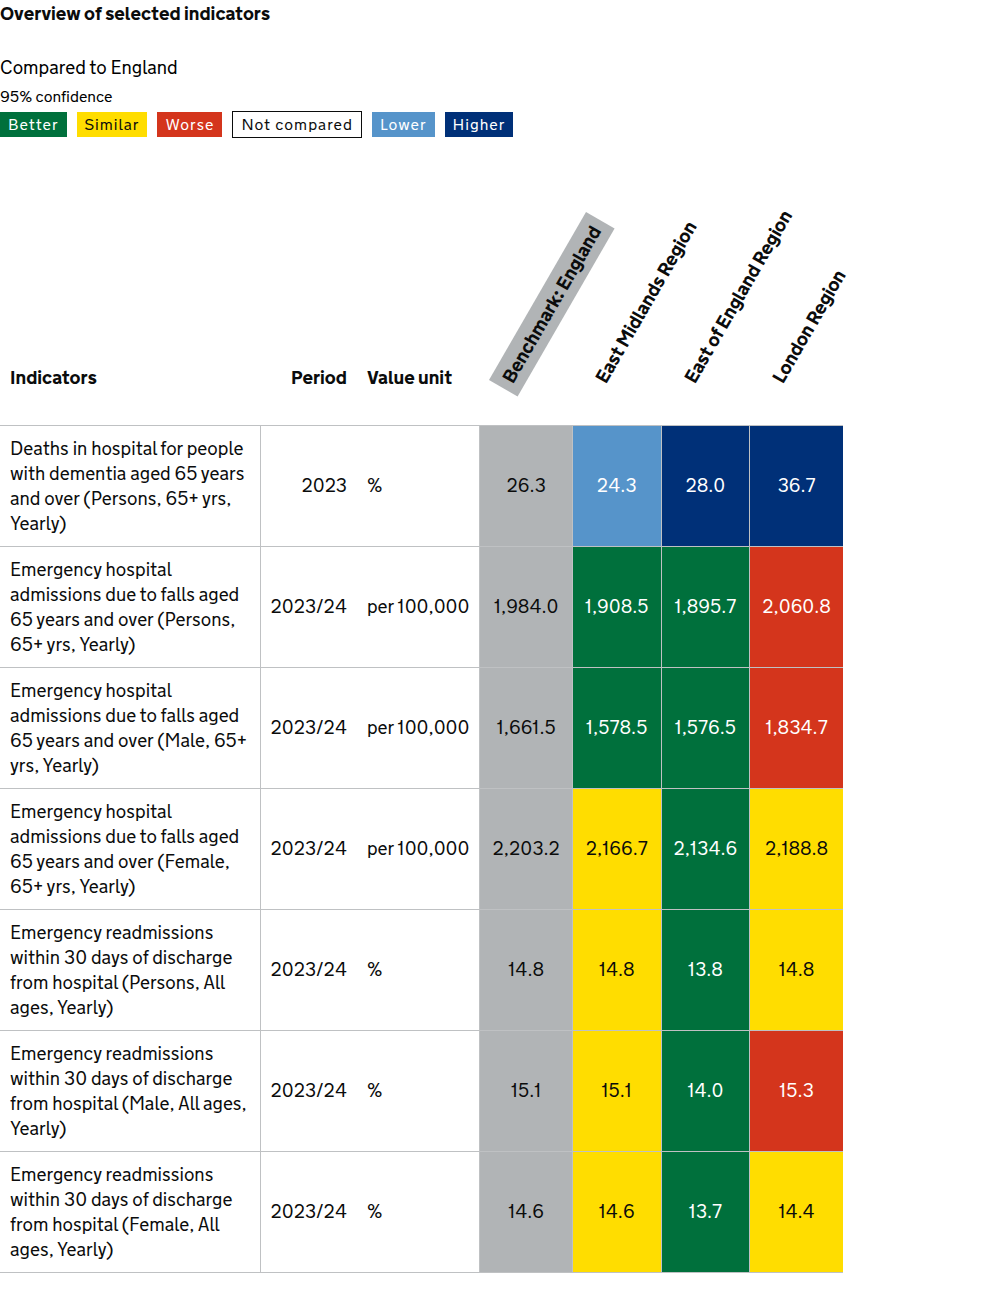 Overview of selected indicators
Compared to England
95% confidence
Better Similar Worse Not compared Lower Higher
Indicators Period Value unit Benchmark: England East Midlands Region East of England Region London Region
Deaths in hospital for people
with dementia aged 65 years
and over (Persons, 65+ yrs,
Yearly)
2023 % 26.3 24.3 28.0 36.7
Emergency hospital
admissions due to falls aged
65 years and over (Persons,
65+ yrs, Yearly)
2023/24 per 100,000 1,984.0 1,908.5 1,895.7 2,060.8
Emergency hospital
admissions due to falls aged
65 years and over (Male, 65+
yrs, Yearly)
2023/24 per 100,000 1,661.5 1,578.5 1,576.5 1,834.7
Emergency hospital
admissions due to falls aged
65 years and over (Female,
65+ yrs, Yearly)
2023/24 per 100,000 2,203.2 2,166.7 2,134.6 2,188.8
Emergency readmissions
within 30 days of discharge
from hospital (Persons, All
ages, Yearly)
2023/24 % 14.8 14.8 13.8 14.8
Emergency readmissions
within 30 days of discharge
from hospital (Male, All ages,
Yearly)
2023/24 % 15.1 15.1 14.0 15.3
Emergency readmissions
within 30 days of discharge
from hospital (Female, All
ages, Yearly)
2023/24 % 14.6 14.6 13.7 14.4